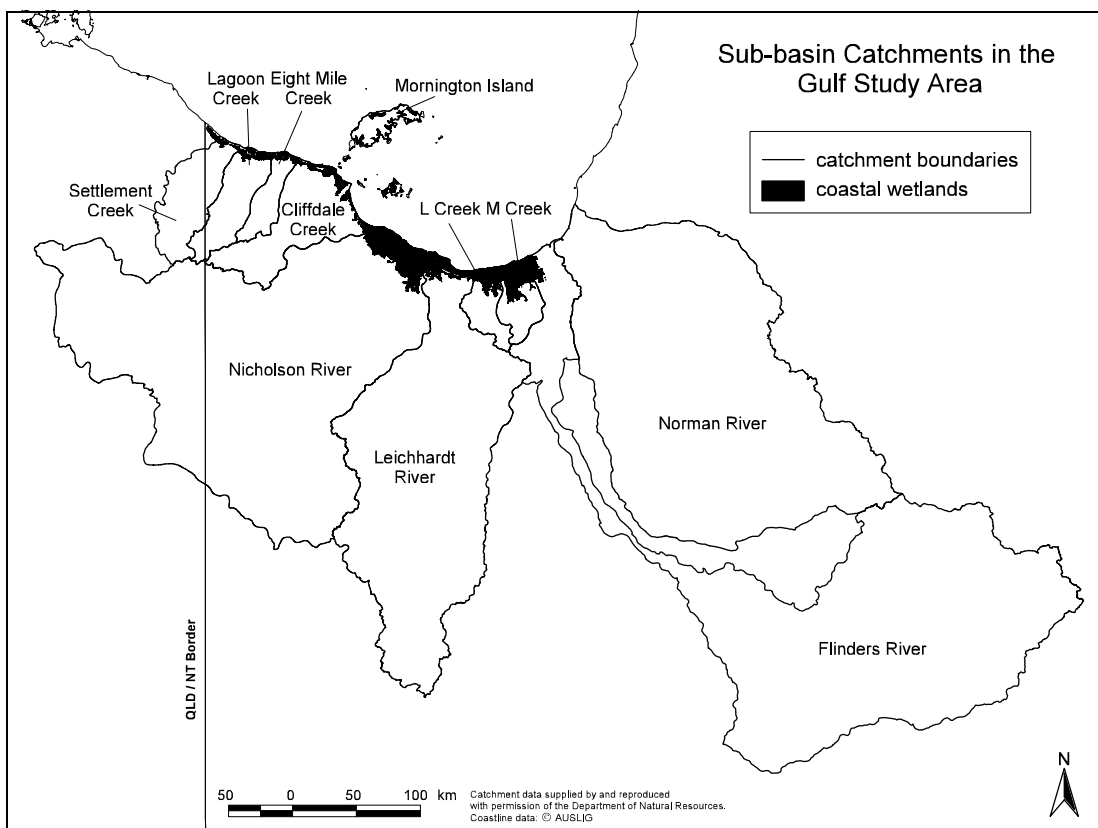 Sub-basin Catchments in the
Gulf Study Area
catchment boundaries
coastal wetlands
Lagoon
Creek
Eight Mile
Creek
Mornington Island
Settlement
Creek
Cliffdale
Creek
L Creek
M Creek
Nicholson River
Leichhardt
River
Norman River
Flinders River
QLD / NT Border
50 0 50 100 km
Catchment data supplied by and reproduced
with permission of the Department of Natural Resources.
Coastline data: © AUSLIG
N